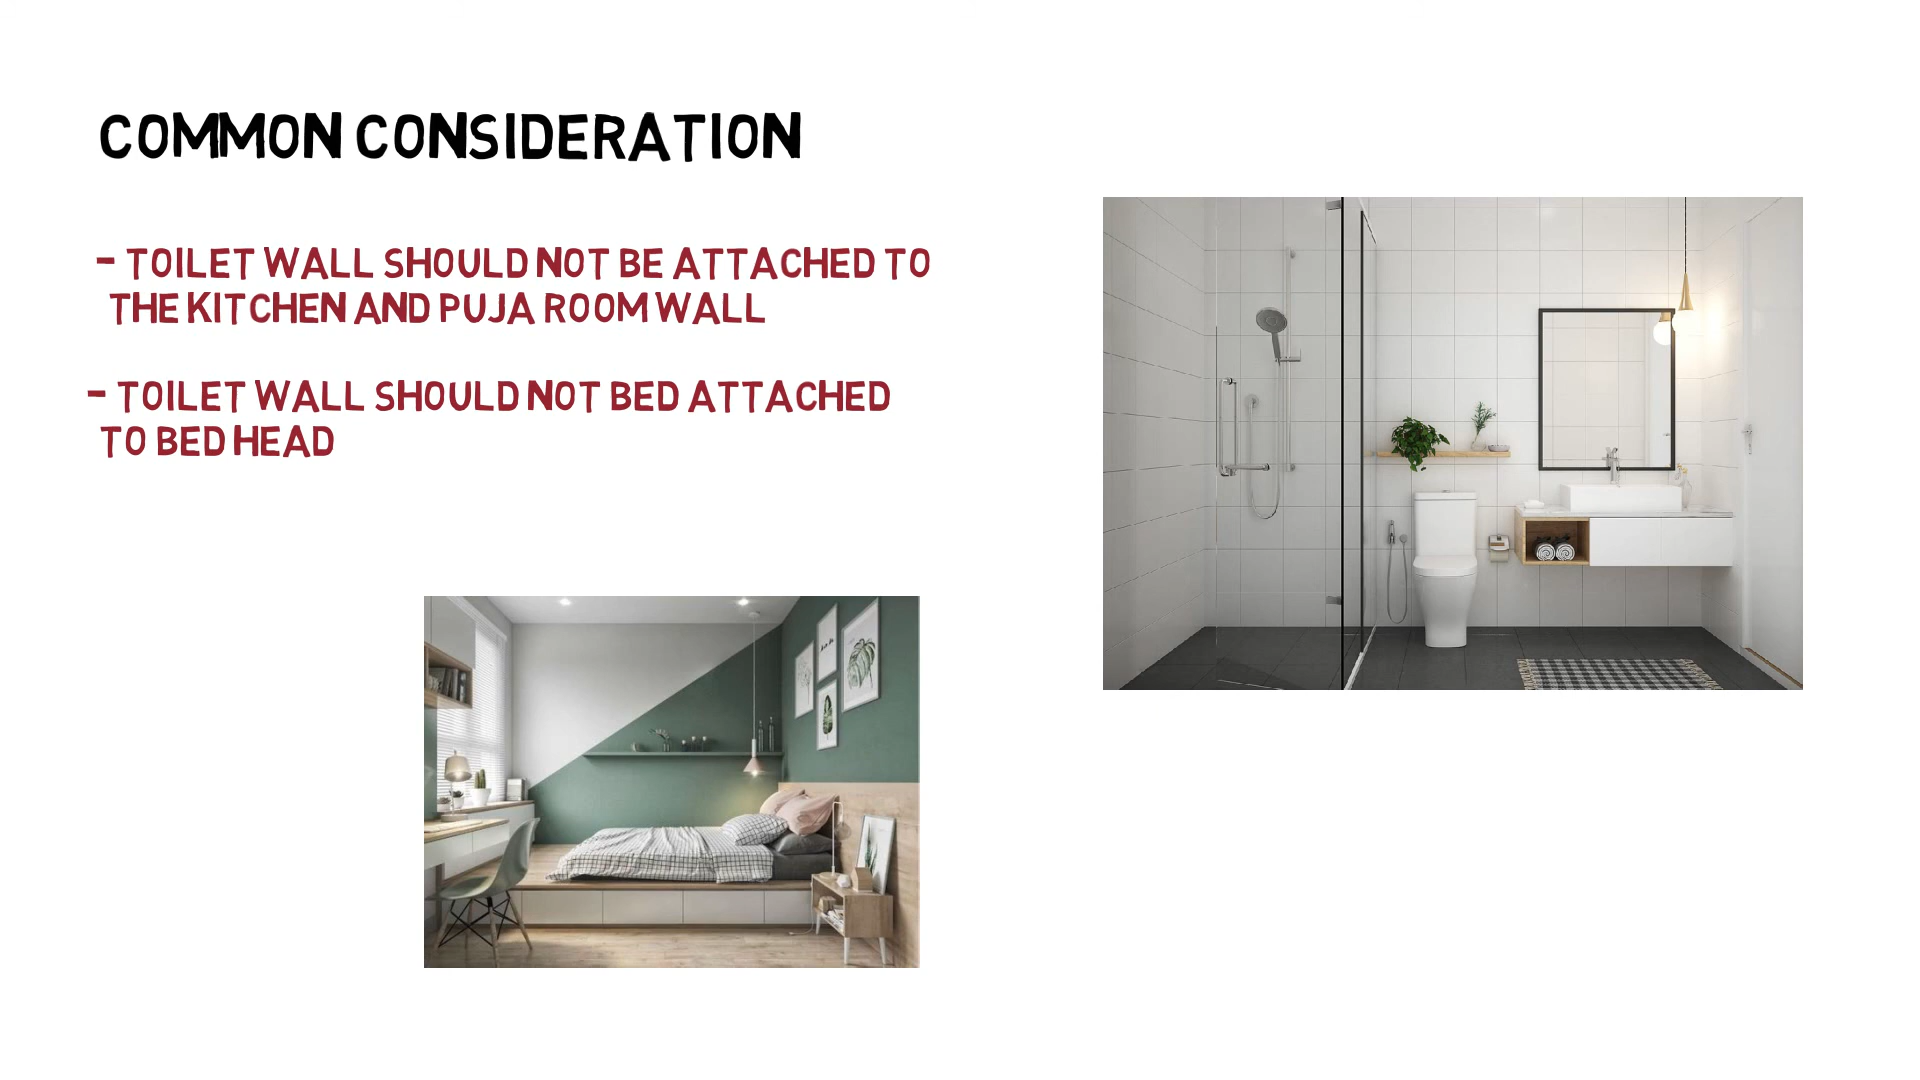 COMMON CONSIDERATION
- TOILET WALL SHOULD NOT BE ATTACHED TO
THE KITCHEN AND PUJA ROOM WALL
- TOILET WALL SHOULD NOT BED ATTACHED
TO BED HEAD